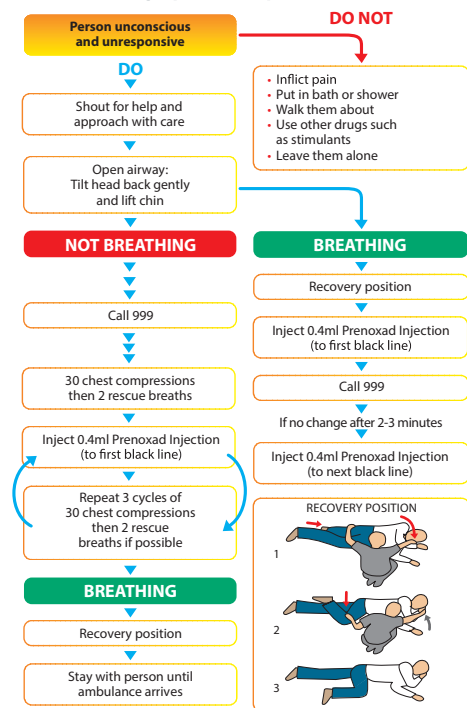 Person unconscious
and unresponsive
DO NOT
• Inflict pain
• Put in bath or shower
• Walk them about
• Use other drugs such
as stimulants
• Leave them alone
DO
Shout for help and
approach with care
Open airway:
Tilt head back gently
and lift chin
NOT BREATHING
Call 999
30 chest compressions
then 2 rescue breaths
Inject 0.4ml Prenoxad Injection
(to first black line)
Repeat 3 cycles of
30 chest compressions
then 2 rescue
breaths if possible
BREATHING
Recovery position
Stay with person until
ambulance arrives
BREATHING
Recovery position
Inject 0.4ml Prenoxad Injection
(to first black line)
Call 999
If no change after 2-3 minutes
Inject 0.4ml Prenoxad Injection
(to next black line)
RECOVERY POSITION
1
2
3